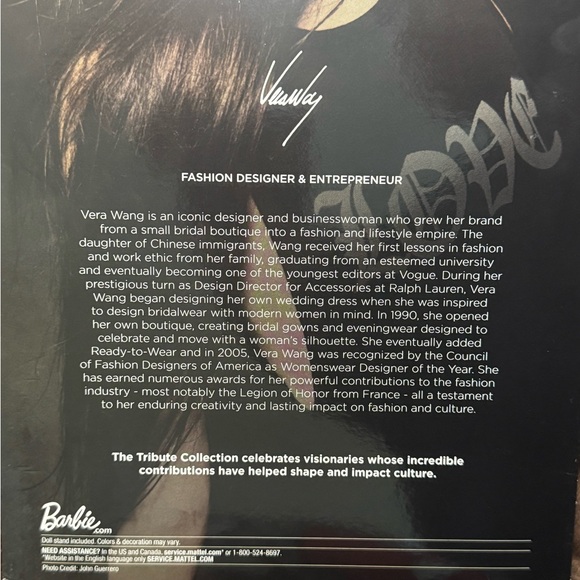 Vera Wang
FASHION DESIGNER & ENTREPRENEUR
LOVE
Vera Wang is an iconic designer and businesswoman who grew her brand
from a small bridal boutique into a fashion and lifestyle empire. The
daughter of Chinese immigrants, Wang received her first lessons in fashion
and work ethic from her family, graduating from an esteemed university
and eventually becoming one of the youngest editors at Vogue. During her
prestigious turn as Design Director for Accessories at Ralph Lauren, Vera
Wang began designing her own wedding dress when she was inspired
to design bridalwear with modern women in mind. In 1990, she opened
her own boutique, creating bridal gowns and eveningwear designed to
celebrate and move with a woman's silhouette. She eventually added
Ready-to-Wear and in 2005, Vera Wang was recognized by the Council
of Fashion Designers of America as Womenswear Designer of the Year. She
has earned numerous awards for her powerful contributions to the fashion
industry - most notably the Legion of Honor from France - all a testament
to her enduring creativity and lasting impact on fashion and culture.
The Tribute Collection celebrates visionaries whose incredible
contributions have helped shape and impact culture.
Barbie.com
Doll stand included. Colors & decoration may vary.
NEED ASSISTANCE? In the US and Canada, service.mattel.com* or 1-800-524-8697.
*Website in the English language only SERVICE.MATTEL.COM
Photo Credit: John Guerrero